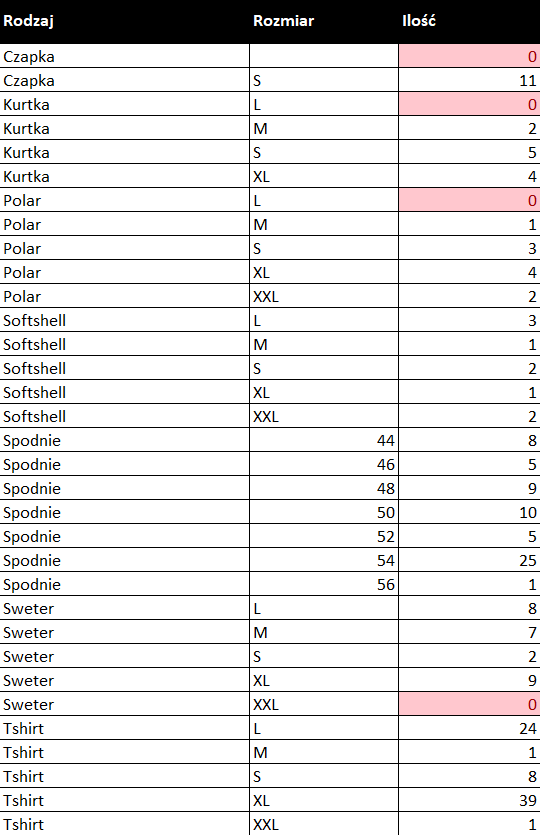 Rodzaj Rozmiar Ilość
Czapka 0
Czapka S 11
Kurtka L 0
Kurtka M 2
Kurtka S 5
Kurtka XL 4
Polar L 0
Polar M 1
Polar S 3
Polar XL 4
Polar XXL 2
Softshell L 3
Softshell M 1
Softshell S 2
Softshell XL 1
Softshell XXL 2
Spodnie 44 8
Spodnie 46 5
Spodnie 48 9
Spodnie 50 10
Spodnie 52 5
Spodnie 54 25
Spodnie 56 1
Sweter L 8
Sweter M 7
Sweter S 2
Sweter XL 9
Sweter XXL 0
Tshirt L 24
Tshirt M 1
Tshirt S 8
Tshirt XL 39
Tshirt XXL 1